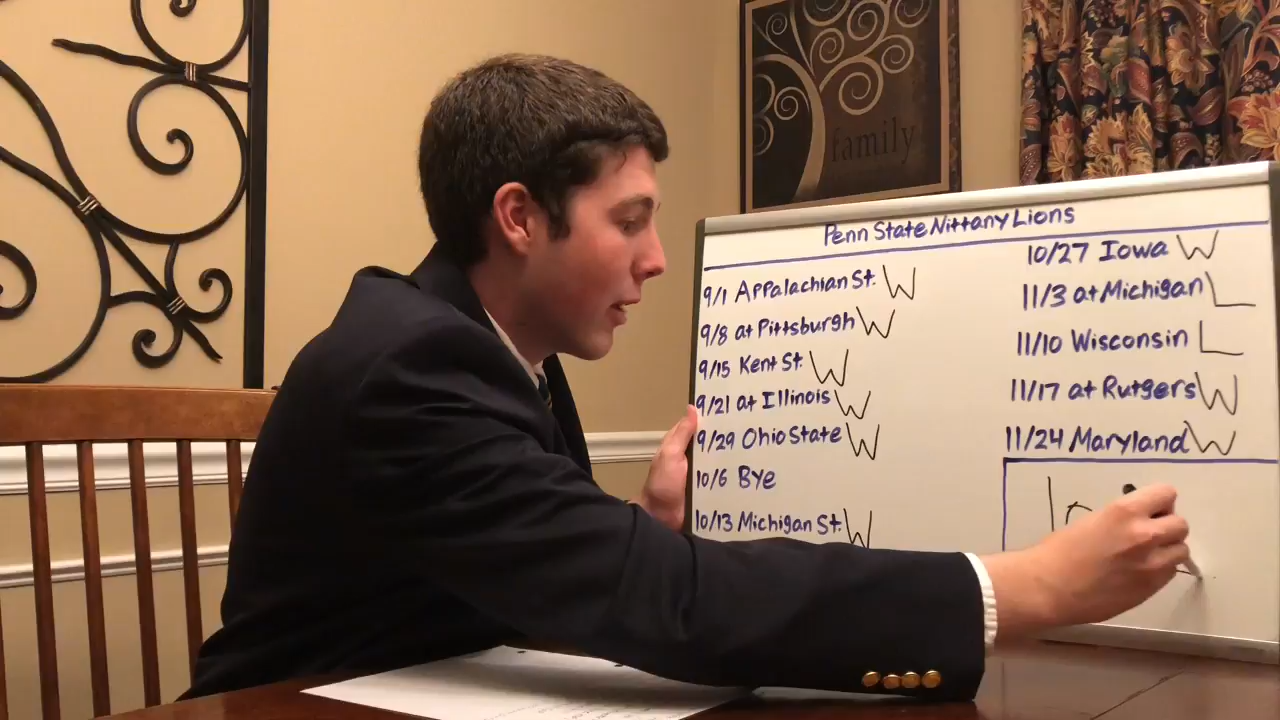 family
Penn State Nittany Lions
9/1 Appalachian St. W
9/8 at Pittsburgh W
9/15 Kent St. W
9/21 at Illinois W
9/29 Ohio State W
10/6 Bye
10/13 Michigan St. W
10/27 Iowa W
11/3 at Michigan L
11/10 Wisconsin L
11/17 at Rutgers W
11/24 Maryland W